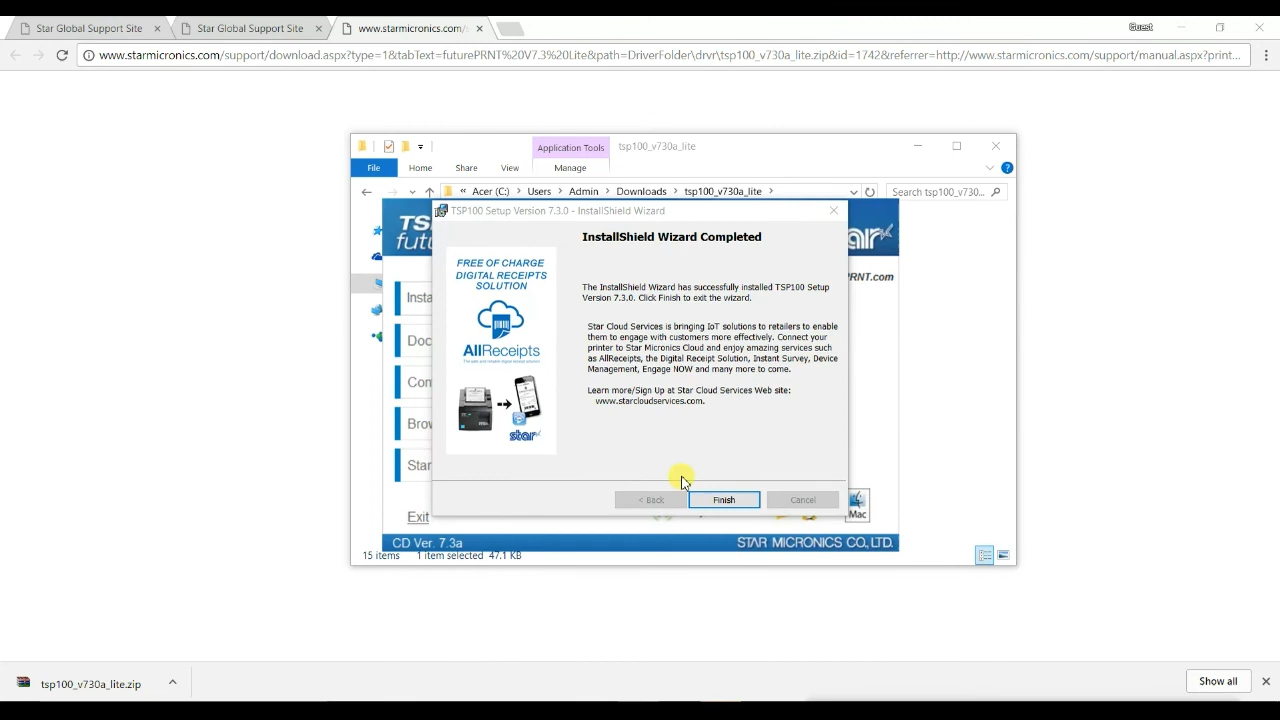 Star Global Support Site
Star Global Support Site
www.starmicronics.com/
Guest
www.starmicronics.com/support/download.aspx?type=1&tabText=futurePRNT%20V7.3%20Lite&path=DriverFolder\drvr\tsp100_v730a_lite.zip&id=1742&referrer=http://www.starmicronics.com/support/manual.aspx?print...
Application Tools
tsp100_v730a_lite
File
Home
Share
View
Manage
« Acer (C:) > Users > Admin > Downloads > tsp100_v730a_lite >
Search tsp100_v730...
TSP100 Setup Version 7.3.0 - InstallShield Wizard
InstallShield Wizard Completed
FREE OF CHARGE
DIGITAL RECEIPTS
SOLUTION
AllReceipts
star
The InstallShield Wizard has successfully installed TSP100 Setup
Version 7.3.0. Click Finish to exit the wizard.
Star Cloud Services is bringing IoT solutions to retailers to enable
them to engage with customers more effectively. Connect your
printer to Star Micronics Cloud and enjoy amazing services such
as AllReceipts, the Digital Receipt Solution, Instant Survey, Device
Management, Engage NOW and many more to come.
Learn more/Sign Up at Star Cloud Services Web site:
www.starcloudservices.com.
< Back
Finish
Cancel
TS
futu
ar
PRNT.com
Insta
Doc
Con
Brow
Star
Exit
Mac
CD Ver. 7.3a
STAR MICRONICS CO., LTD.
15 items
1 item selected 47.1 KB
tsp100_v730a_lite.zip
Show all